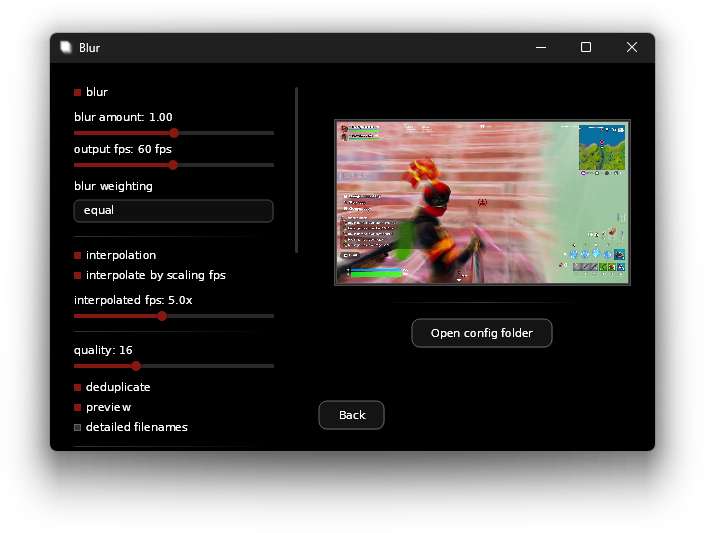 Blur
blur
blur amount: 1.00
output fps: 60 fps
blur weighting
equal
interpolation
interpolate by scaling fps
interpolated fps: 5.0x
quality: 16
deduplicate
preview
detailed filenames
Open config folder
Back